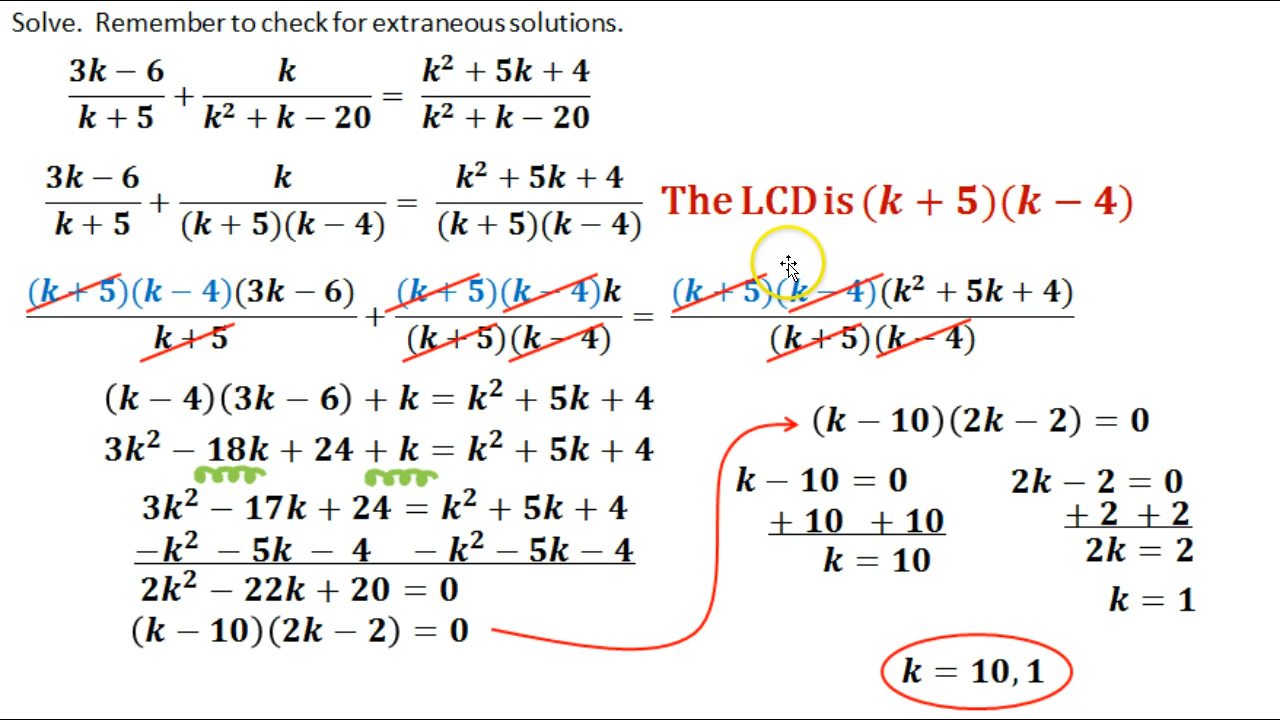 Solve.  Remember to check for extraneous solutions.
(3k − 6)/(k + 5) + k/(k² + k − 20) = (k² + 5k + 4)/(k² + k − 20)
(3k − 6)/(k + 5) + k/((k + 5)(k − 4)) = (k² + 5k + 4)/((k + 5)(k − 4))
The LCD is (k + 5)(k − 4)
((k + 5)(k − 4)(3k − 6))/(k + 5) + ((k + 5)(k − 4)k)/((k + 5)(k − 4)) = ((k + 5)(k − 4)(k² + 5k + 4))/((k + 5)(k − 4))
(k − 4)(3k − 6) + k = k² + 5k + 4
3k² − 18k + 24 + k = k² + 5k + 4
3k² − 17k + 24 = k² + 5k + 4
−k² − 5k − 4 − k² − 5k − 4
2k² − 22k + 20 = 0
(k − 10)(2k − 2) = 0
(k − 10)(2k − 2) = 0
k − 10 = 0
+ 10 + 10
k = 10
2k − 2 = 0
+ 2 + 2
2k = 2
k = 1
k = 10, 1